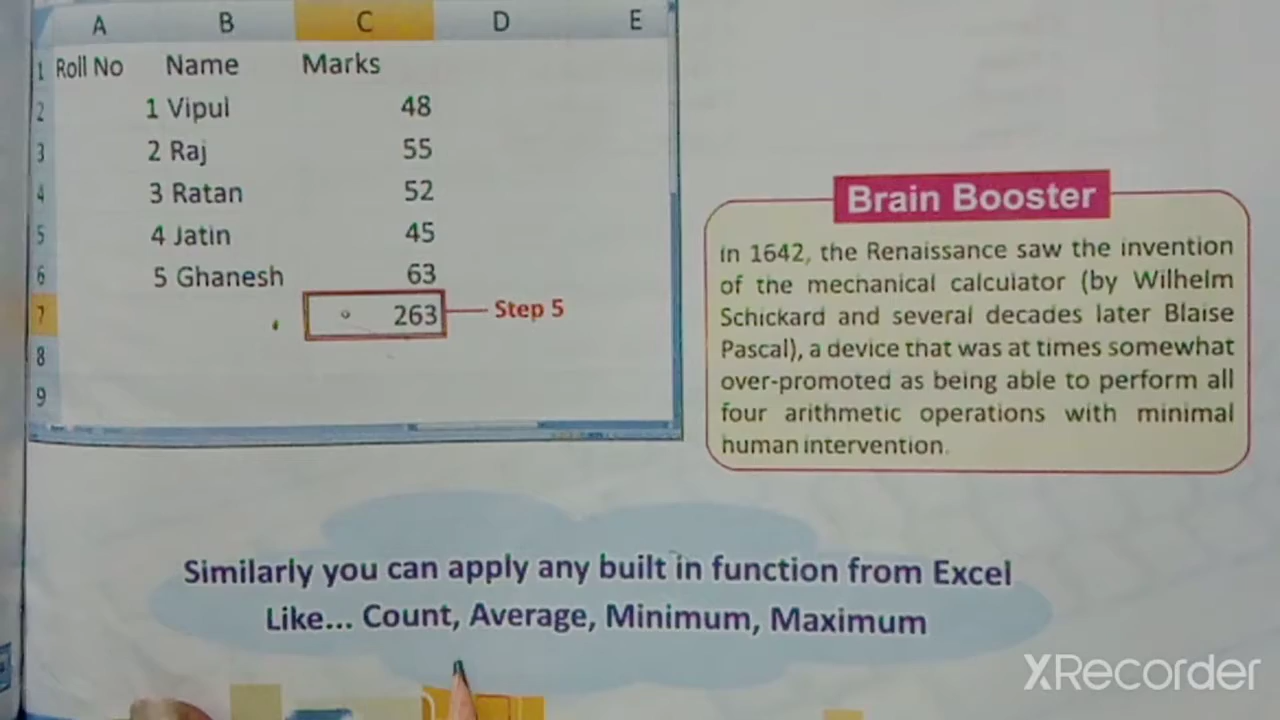 A B C D E
1 Roll No Name Marks
2 1 Vipul 48
3 2 Raj 55
4 3 Ratan 52
5 4 Jatin 45
6 5 Ghanesh 63
7 263 Step 5
8
9
Brain Booster
In 1642, the Renaissance saw the invention
of the mechanical calculator (by Wilhelm
Schickard and several decades later Blaise
Pascal), a device that was at times somewhat
over-promoted as being able to perform all
four arithmetic operations with minimal
human intervention.
Similarly you can apply any built in function from Excel
Like... Count, Average, Minimum, Maximum
XRecorder